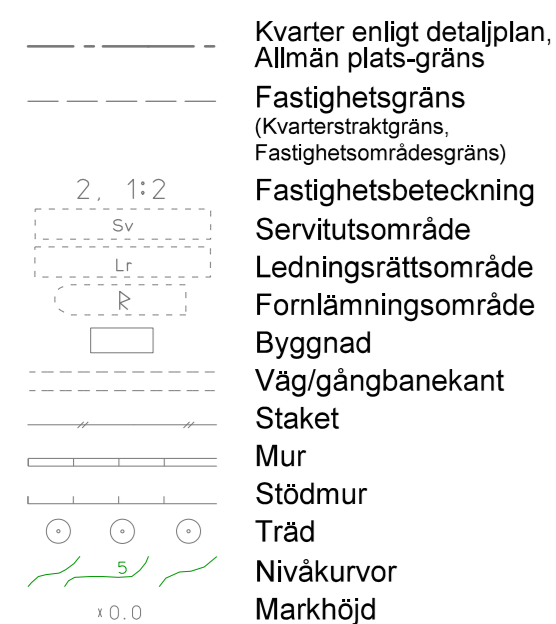 Kvarter enligt detaljplan,
Allmän plats-gräns
Fastighetsgräns
(Kvarterstraktgräns,
Fastighetsområdesgräns)
2, 1:2 Fastighetsbeteckning
Sv Servitutsområde
Lr Ledningsrättsområde
R Fornlämningsområde
Byggnad
Väg/gångbanekant
Staket
Mur
Stödmur
Träd
5 Nivåkurvor
x 0.0 Markhöjd